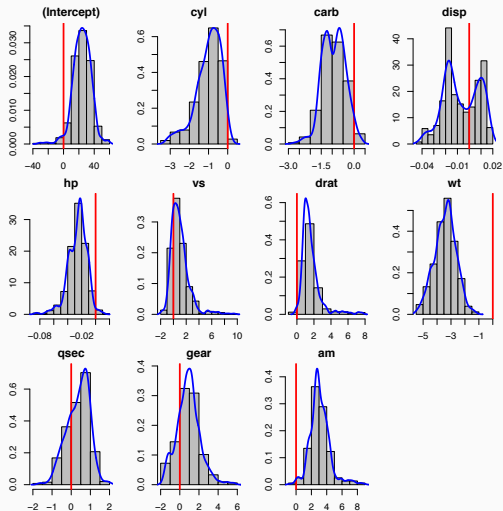 (Intercept) cyl carb disp
0.000 0.010 0.020 0.030
-40 0 20 40 60
0.0 0.2 0.4 0.6
-3 -2 -1 0
0.0 0.2 0.4 0.6
-3.0 -1.5 0.0
0 10 20 30 40
-0.04 -0.01 0.02
hp vs drat wt
0 10 20 30
-0.08 -0.02
0.0 0.1 0.2 0.3
-2 2 4 6 8 10
0.0 0.2 0.4
0 2 4 6 8
0.0 0.2 0.4
-5 -3 -1
qsec gear am
0.0 0.2 0.4 0.6
-2 -1 0 1 2
0.0 0.1 0.2 0.3 0.4
-2 0 2 4 6
0.0 0.1 0.2 0.3 0.4
0 2 4 6 8